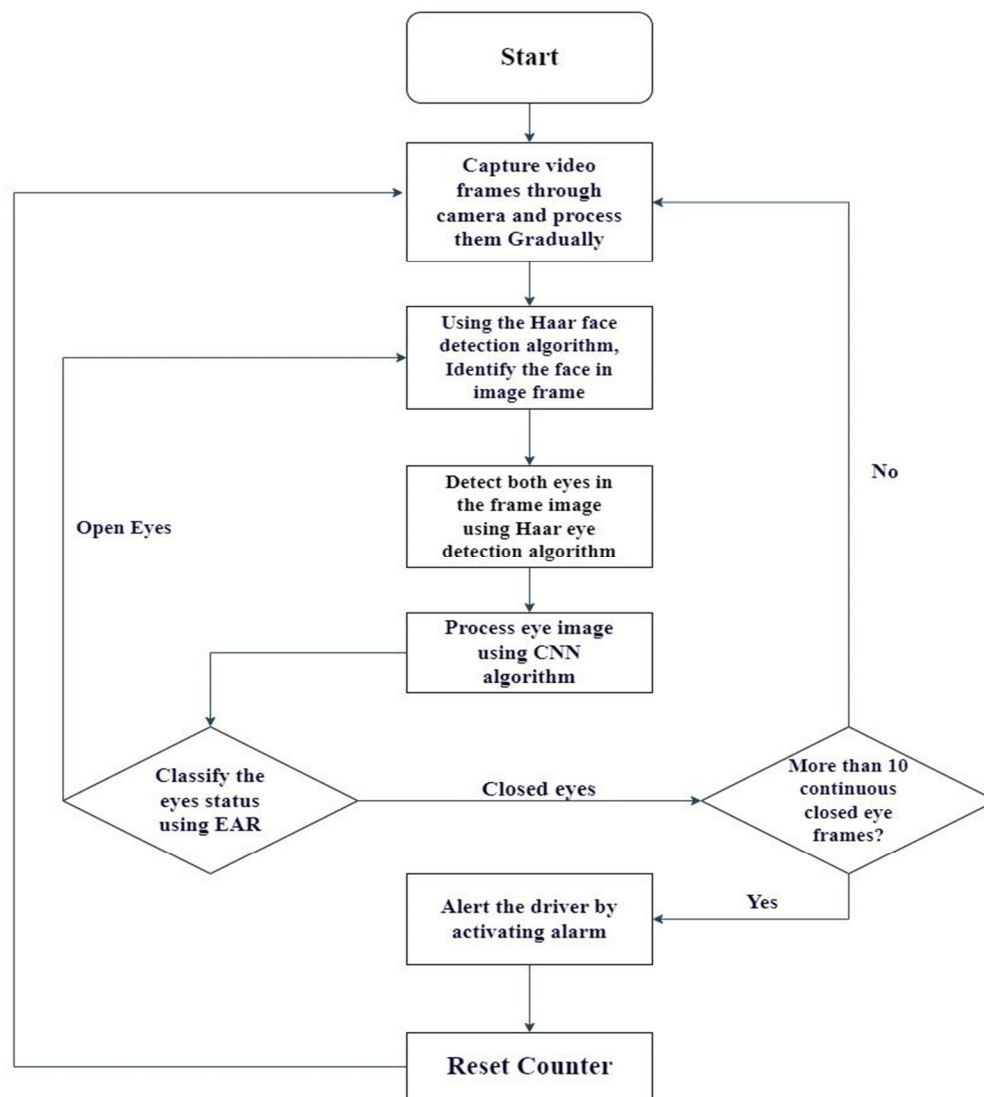 Start
Capture video
frames through
camera and process
them Gradually
Using the Haar face
detection algorithm,
Identify the face in
image frame
Detect both eyes in
the frame image
using Haar eye
detection algorithm
No
Open Eyes
Process eye image
using CNN
algorithm
Classify the
eyes status
using EAR
Closed eyes
More than 10
continuous
closed eye
frames?
Yes
Alert the driver by
activating alarm
Reset Counter